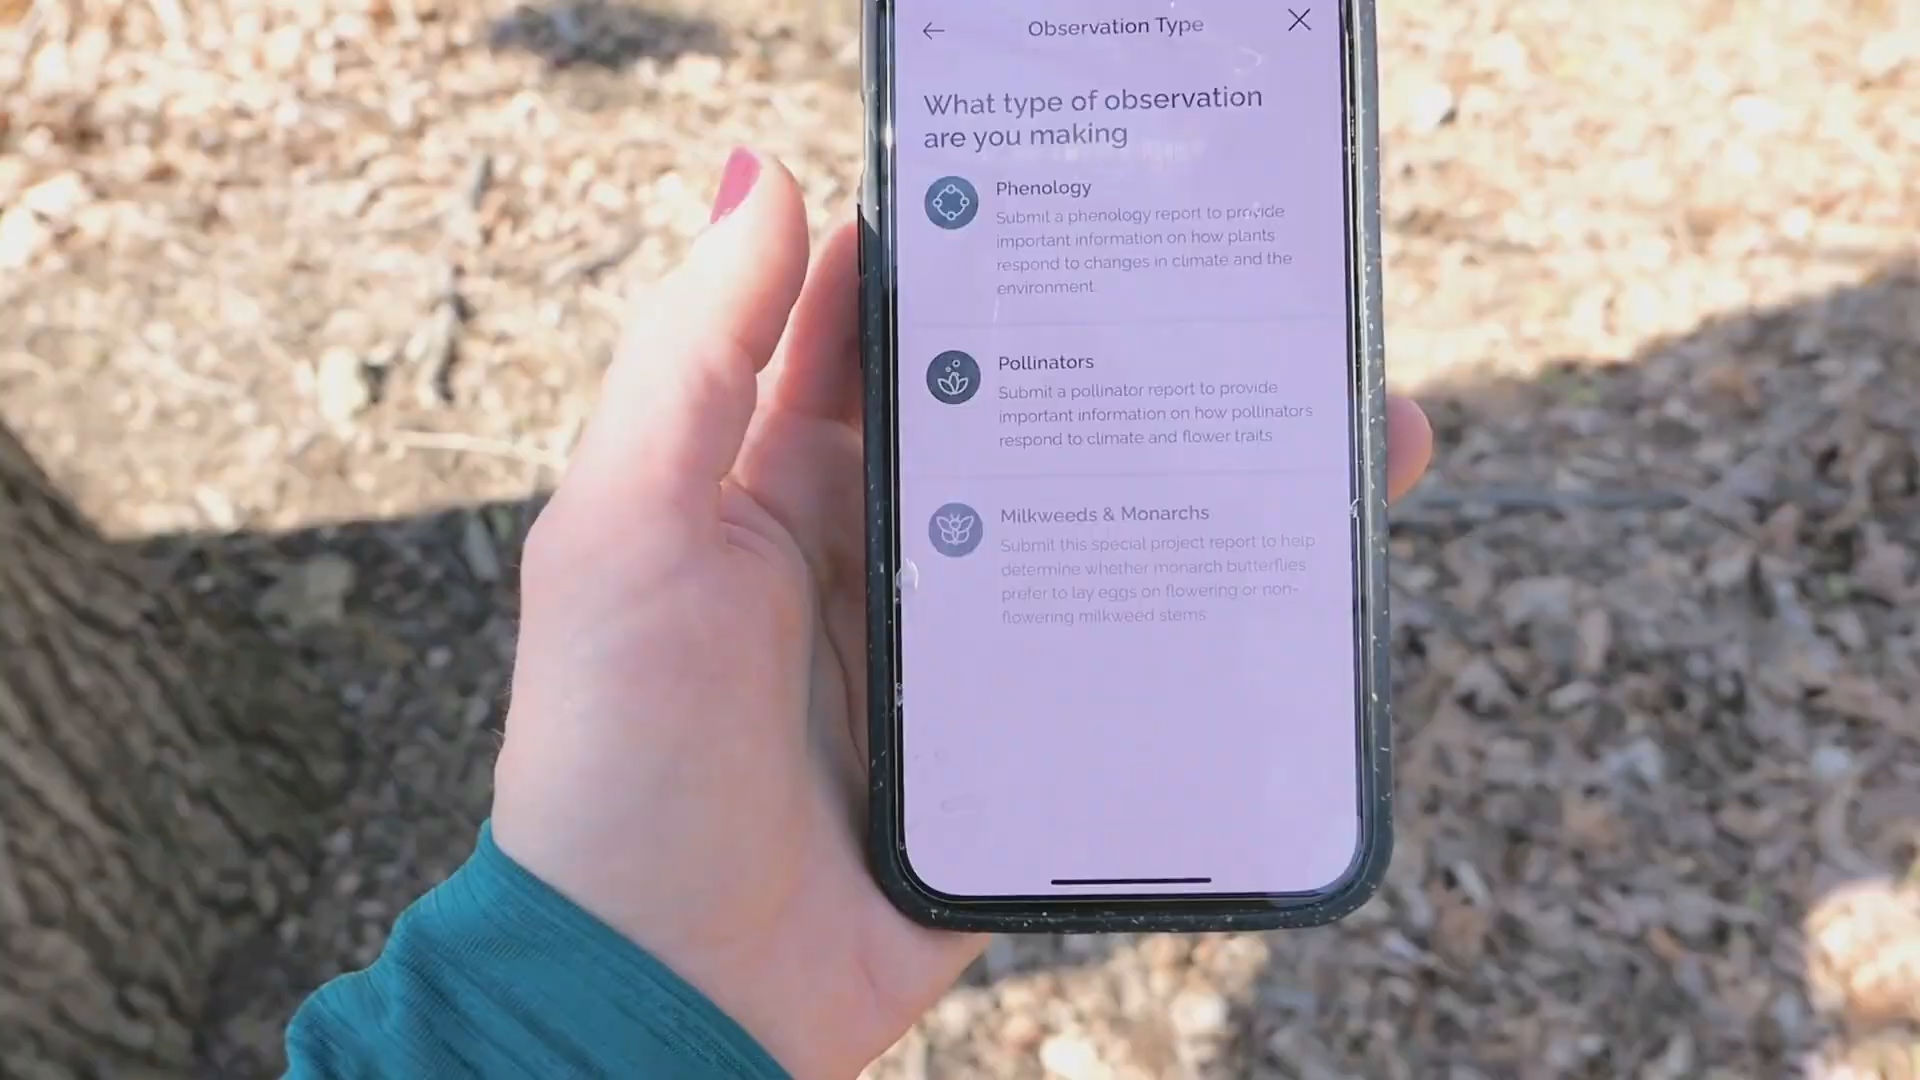 Observation Type
What type of observation
are you making
Phenology
Submit a phenology report to provide
important information on how plants
respond to changes in climate and the
environment.
Pollinators
Submit a pollinator report to provide
important information on how pollinators
respond to climate and flower traits
Milkweeds & Monarchs
Submit this special project report to help
determine whether monarch butterflies
prefer to lay eggs on flowering or non-
flowering milkweed stems